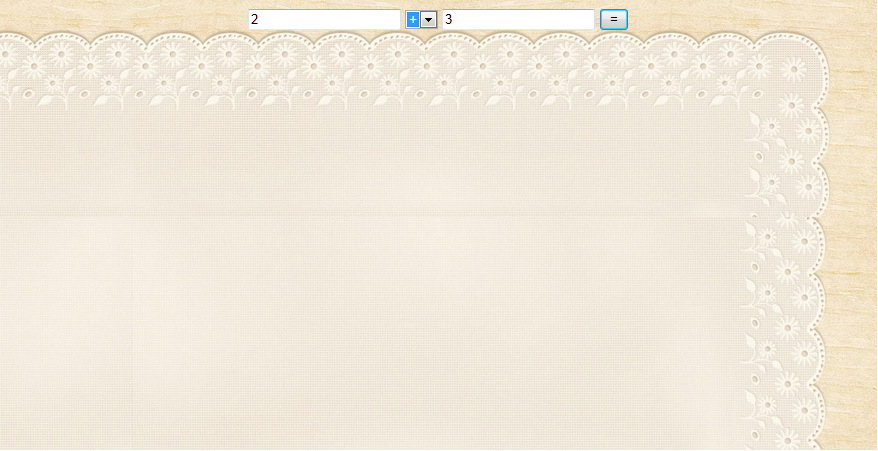 2 + 3 =